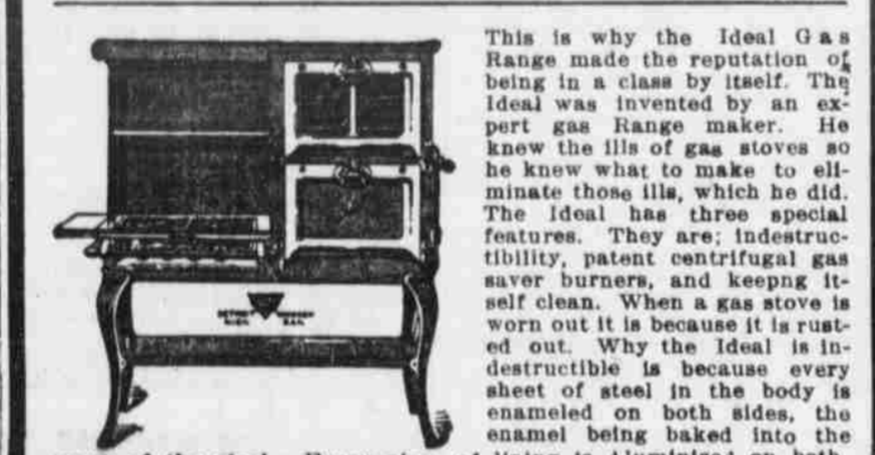 This is why the Ideal Gas
Range made the reputation of
being in a class by itself. The
Ideal was invented by an ex-
pert gas Range maker. He
knew the ills of gas stoves so
he knew what to make to eli-
minate those ills, which he did.
The Ideal has three special
features. They are; indestruc-
tibility, patent centrifugal gas
saver burners, and keepng it-
self clean. When a gas stove is
worn out it is because it is rust-
ed out. Why the Ideal is in-
destructible is because every
sheet of steel in the body is
enameled on both sides, the
enamel being baked into the